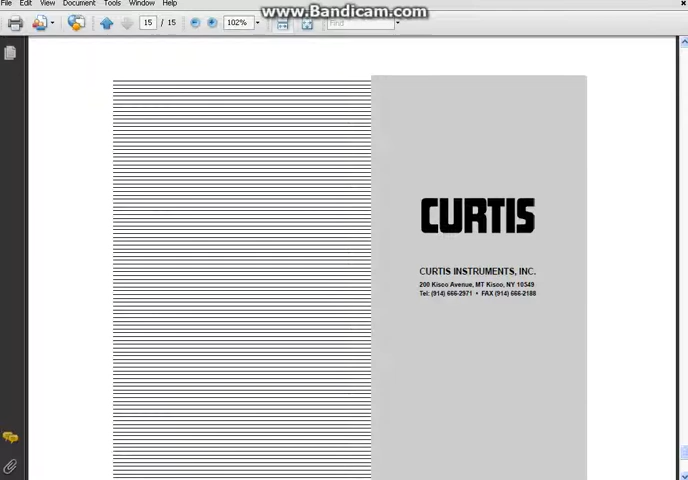 www.Bandicam.com
File Edit View Document Tools Window Help
15 / 15 102% Find
CURTIS
CURTIS INSTRUMENTS, INC.
200 Kisco Avenue, MT Kisco, NY 10549
Tel: (914) 666-2971 • FAX (914) 666-2188